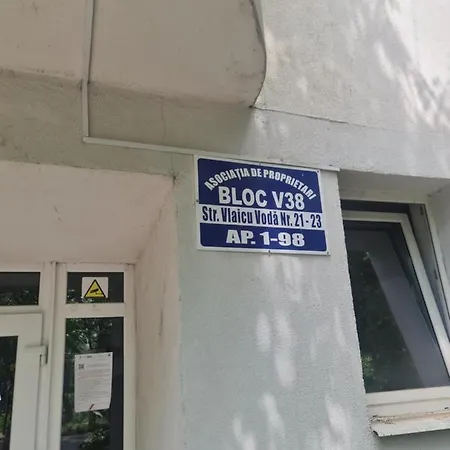 ASOCIAȚIA DE PROPRIETARI
BLOC V38
Str. Vlaicu Vodă Nr. 21-23
AP. 1-98